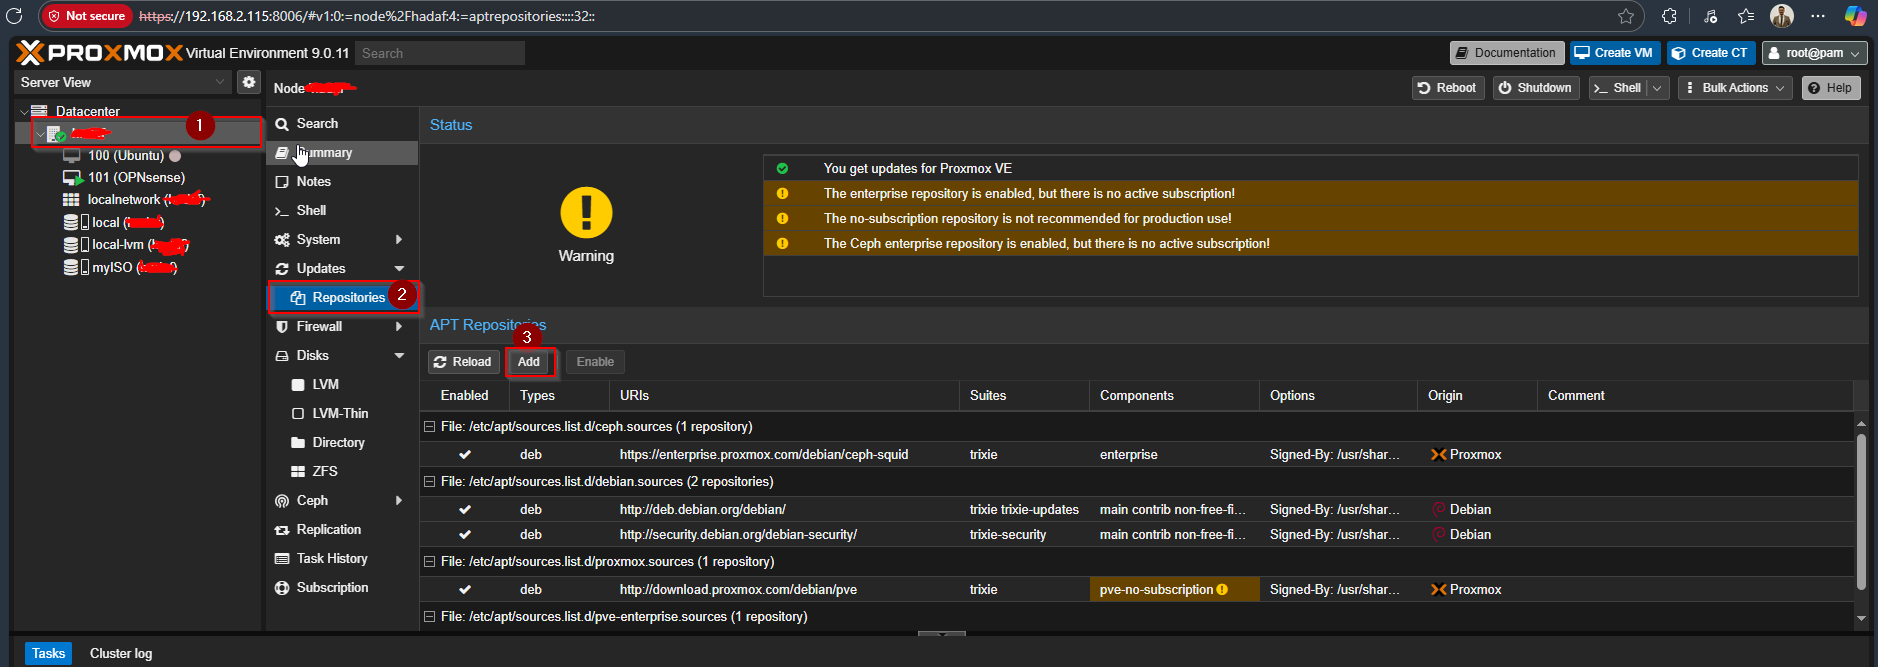 Not secure https://192.168.2.115:8006/#v1:0:=node%2Fhadaf:4:=aptrepositories::::32::
PROXMOX Virtual Environment 9.0.11 Search Documentation Create VM Create CT root@pam
Server View Node Reboot Shutdown Shell Bulk Actions Help
Datacenter
1
100 (Ubuntu)
101 (OPNsense)
localnetwork
local
local-lvm
myISO
Search
Summary
Notes
Shell
System
Updates
Repositories 2
Firewall
Disks
LVM
LVM-Thin
Directory
ZFS
Ceph
Replication
Task History
Subscription
Status
Warning
You get updates for Proxmox VE
The enterprise repository is enabled, but there is no active subscription!
The no-subscription repository is not recommended for production use!
The Ceph enterprise repository is enabled, but there is no active subscription!
APT Repositories
3
Reload Add Enable
Enabled Types URIs Suites Components Options Origin Comment
File: /etc/apt/sources.list.d/ceph.sources (1 repository)
deb https://enterprise.proxmox.com/debian/ceph-squid trixie enterprise Signed-By: /usr/shar... Proxmox
File: /etc/apt/sources.list.d/debian.sources (2 repositories)
deb http://deb.debian.org/debian/ trixie trixie-updates main contrib non-free-fi... Signed-By: /usr/shar... Debian
deb http://security.debian.org/debian-security/ trixie-security main contrib non-free-fi... Signed-By: /usr/shar... Debian
File: /etc/apt/sources.list.d/proxmox.sources (1 repository)
deb http://download.proxmox.com/debian/pve trixie pve-no-subscription Signed-By: /usr/shar... Proxmox
File: /etc/apt/sources.list.d/pve-enterprise.sources (1 repository)
Tasks Cluster log